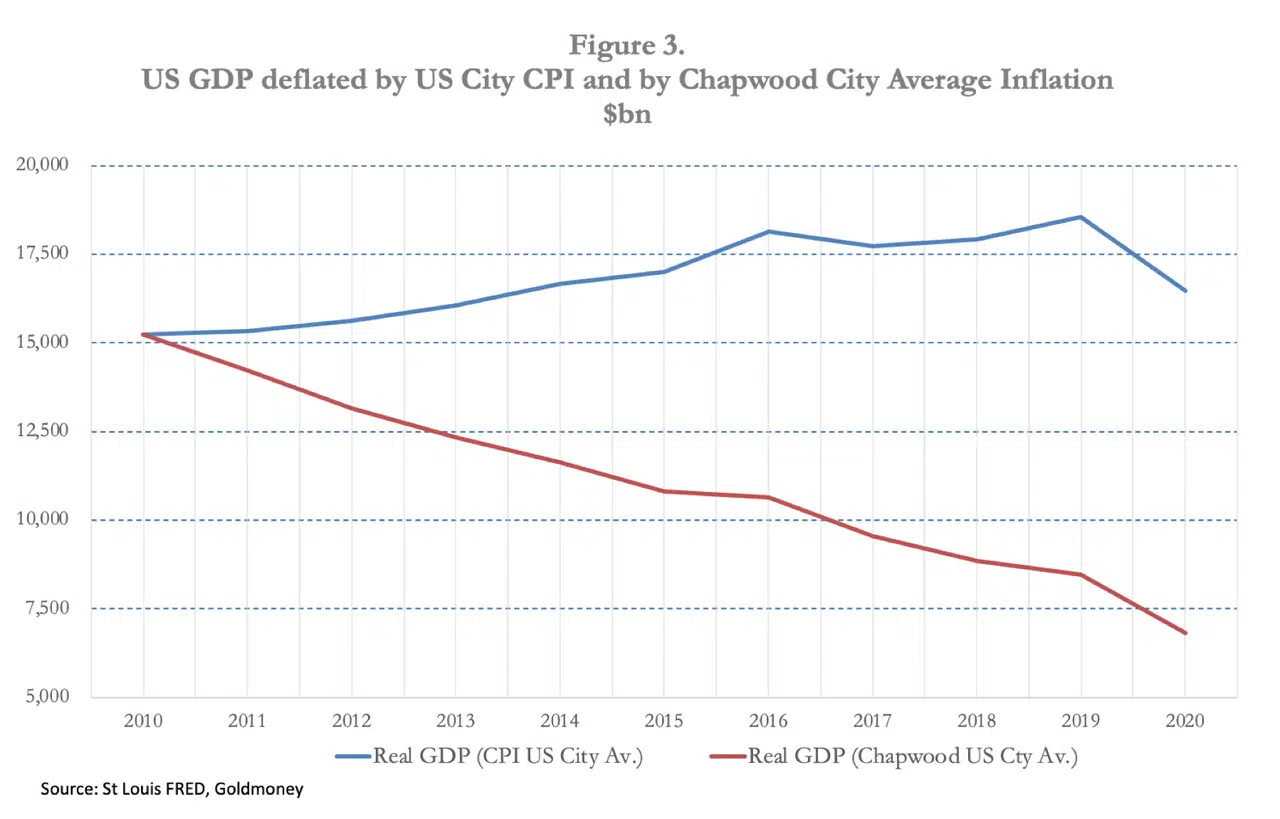 Figure 3.
US GDP deflated by US City CPI and by Chapwood City Average Inflation
$bn
20,000
17,500
15,000
12,500
10,000
7,500
5,000
2010 2011 2012 2013 2014 2015 2016 2017 2018 2019 2020
Real GDP (CPI US City Av.) Real GDP (Chapwood US Cty Av.)
Source: St Louis FRED, Goldmoney